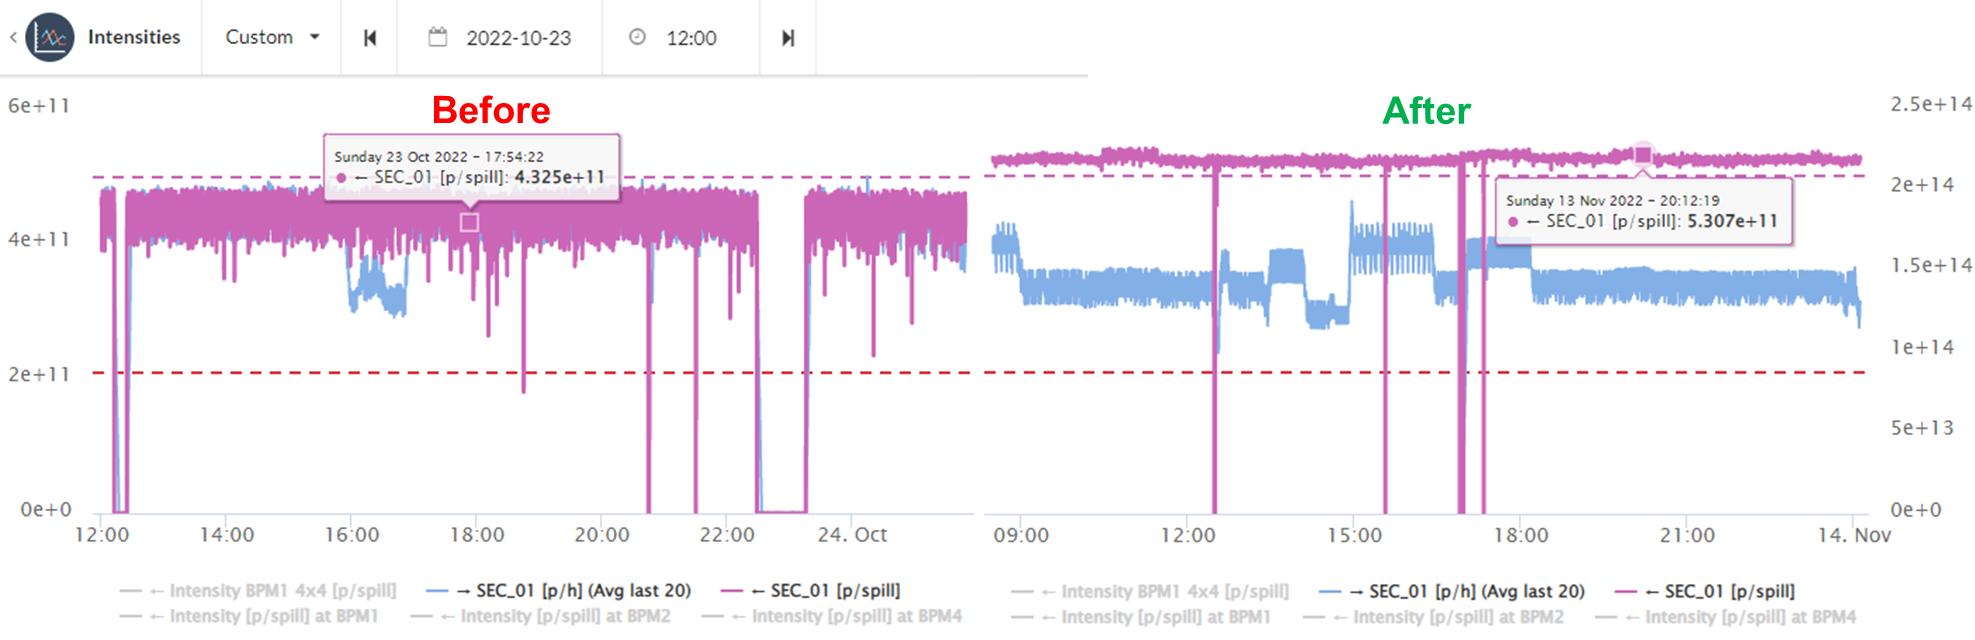 Intensities Custom 2022-10-23 12:00
Before After
6e+11 2.5e+14
Sunday 23 Oct 2022 - 17:54:22
← SEC_01 [p/spill]: 4.325e+11
2e+14
Sunday 13 Nov 2022 - 20:12:19
← SEC_01 [p/spill]: 5.307e+11
4e+11 1.5e+14
1e+14
2e+11
5e+13
0e+0 0e+0
12:00 14:00 16:00 18:00 20:00 22:00 24. Oct 09:00 12:00 15:00 18:00 21:00 14. Nov
← Intensity BPM1 4x4 [p/spill] → SEC_01 [p/h] (Avg last 20) ← SEC_01 [p/spill] ← Intensity BPM1 4x4 [p/spill] → SEC_01 [p/h] (Avg last 20) ← SEC_01 [p/spill]
← Intensity [p/spill] at BPM1 ← Intensity [p/spill] at BPM2 ← Intensity [p/spill] at BPM4 ← Intensity [p/spill] at BPM1 ← Intensity [p/spill] at BPM2 ← Intensity [p/spill] at BPM4